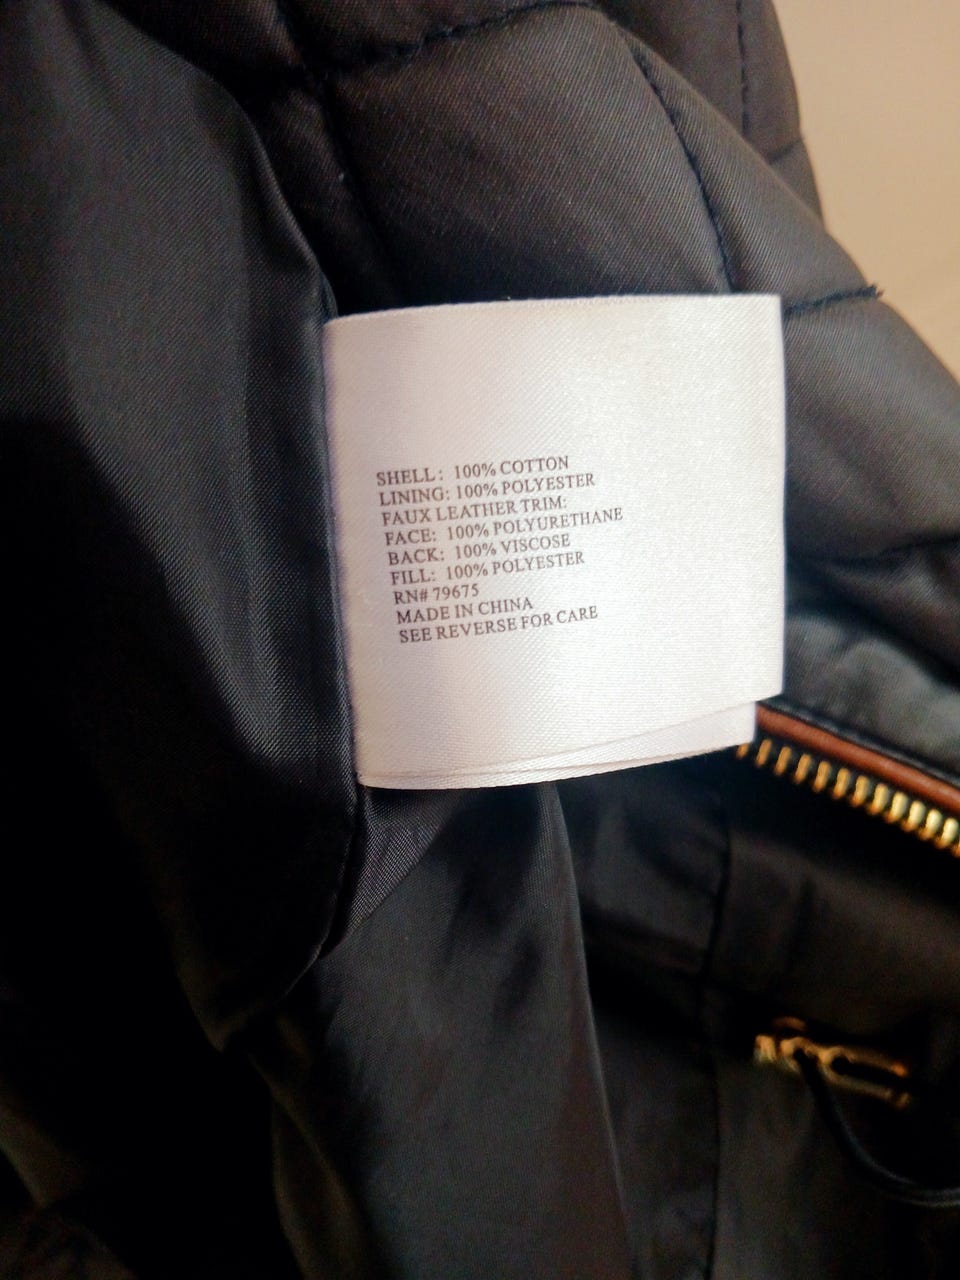 SHELL: 100% COTTON
LINING: 100% POLYESTER
FAUX LEATHER TRIM:
FACE: 100% POLYURETHANE
BACK: 100% VISCOSE
FILL: 100% POLYESTER
RN# 79675
MADE IN CHINA
SEE REVERSE FOR CARE